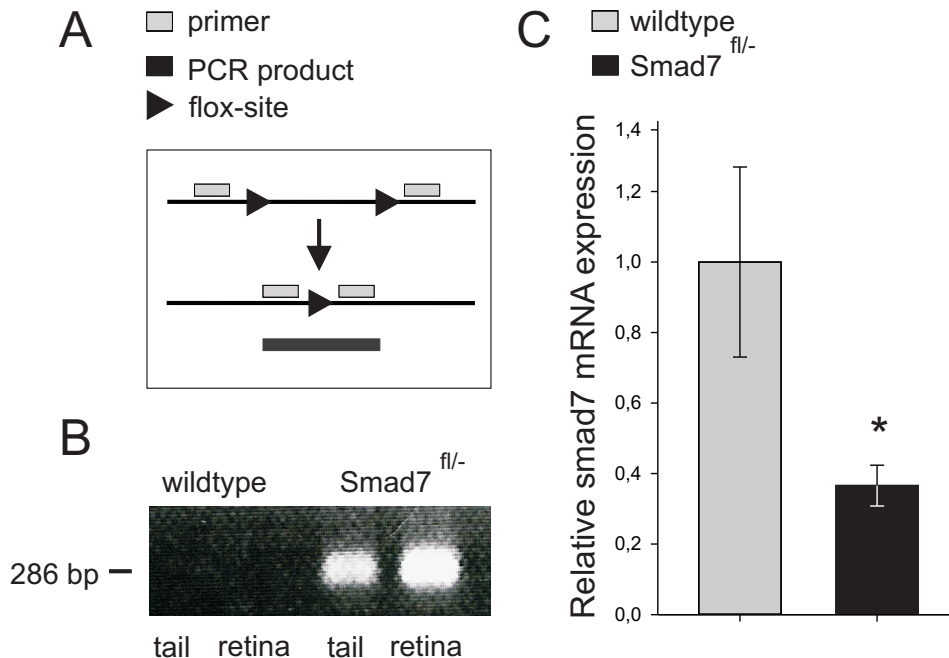 A
primer
PCR product
flox-site
B
wildtype Smad7 fl/-
286 bp
tail retina tail retina
C
wildtype
Smad7 fl/-
Relative smad7 mRNA expression
1,4
1,2
1,0
0,8
0,6
0,4
0,2
0,0
*